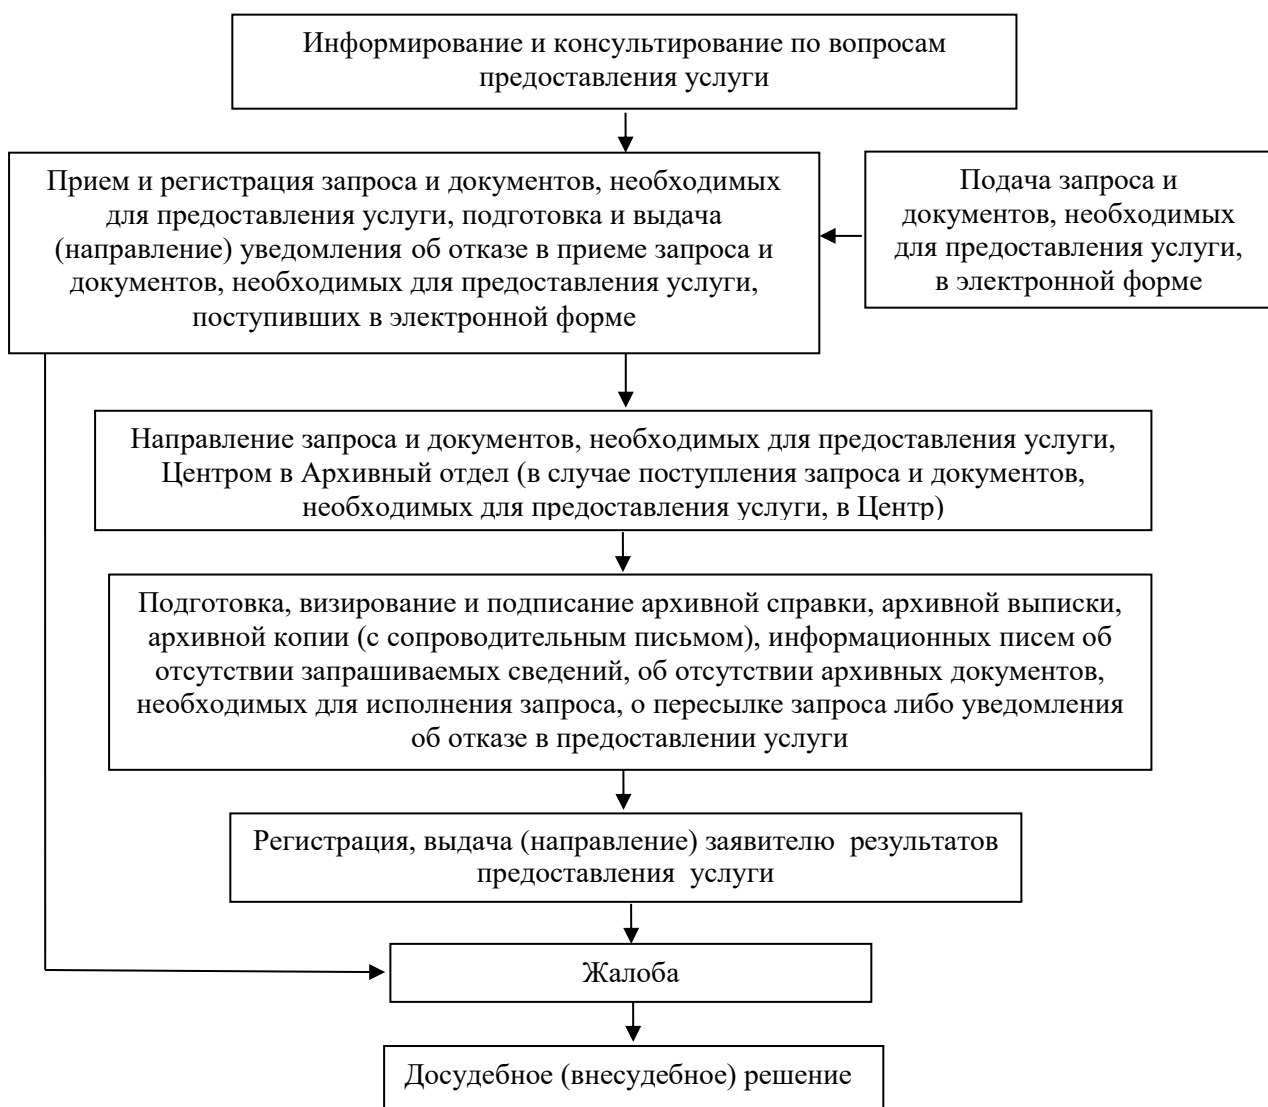 Информирование и консультирование по вопросам
предоставления услуги
Прием и регистрация запроса и документов, необходимых
для предоставления услуги, подготовка и выдача
(направление) уведомления об отказе в приеме запроса и
документов, необходимых для предоставления услуги,
поступивших в электронной форме
Подача запроса и
документов, необходимых
для предоставления услуги,
в электронной форме
Направление запроса и документов, необходимых для предоставления услуги,
Центром в Архивный отдел (в случае поступления запроса и документов,
необходимых для предоставления услуги, в Центр)
Подготовка, визирование и подписание архивной справки, архивной выписки,
архивной копии (с сопроводительным письмом), информационных писем об
отсутствии запрашиваемых сведений, об отсутствии архивных документов,
необходимых для исполнения запроса, о пересылке запроса либо уведомления
об отказе в предоставлении услуги
Регистрация, выдача (направление) заявителю результатов
предоставления услуги
Жалоба
Досудебное (внесудебное) решение